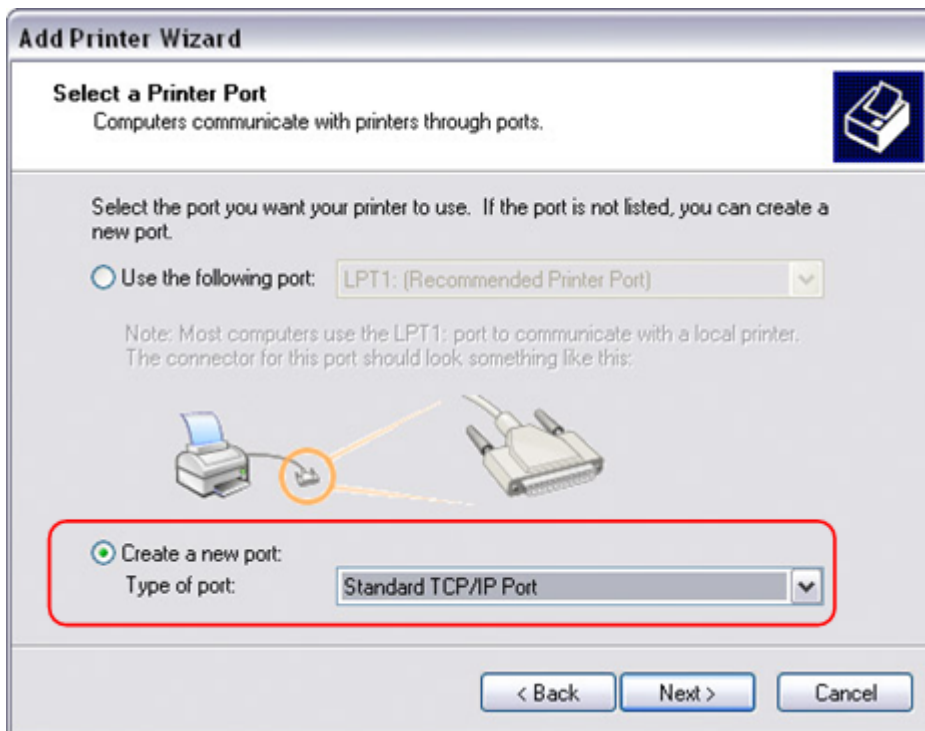 Add Printer Wizard
Select a Printer Port
Computers communicate with printers through ports.
Select the port you want your printer to use. If the port is not listed, you can create a
new port.
Use the following port: LPT1: (Recommended Printer Port)
Note: Most computers use the LPT1: port to communicate with a local printer.
The connector for this port should look something like this:
Create a new port:
Type of port: Standard TCP/IP Port
< Back Next > Cancel